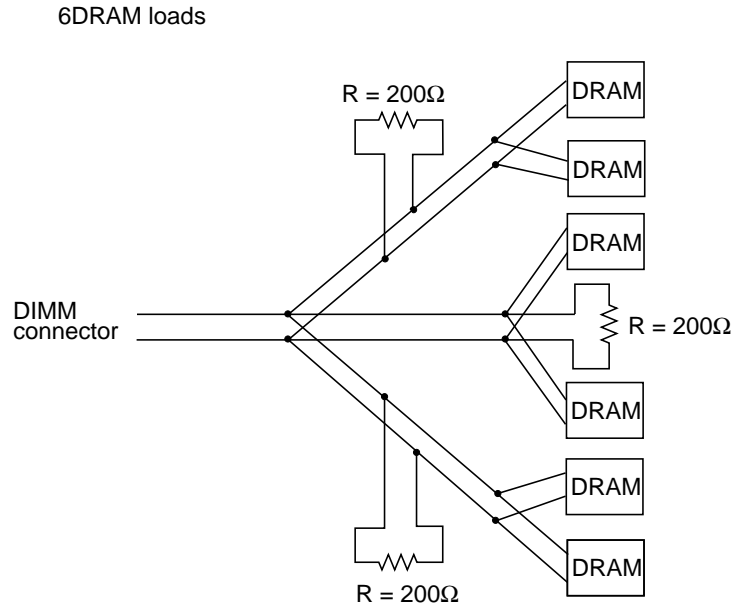 6DRAM loads
DRAM
R = 200Ω
DRAM
DRAM
DIMM
connector
R = 200Ω
DRAM
DRAM
DRAM
R = 200Ω